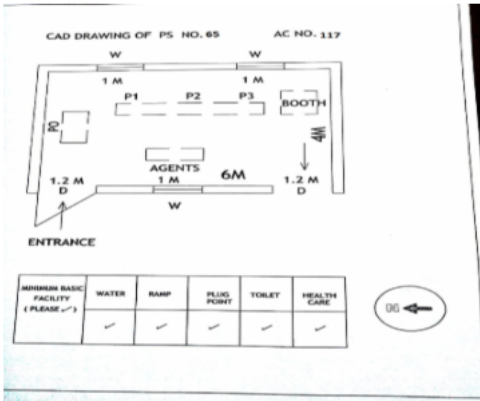 CAD DRAWING OF PS NO. 65 AC NO. 117
W W
1 M 1 M
P1 P2 P3
BOOTH
PO
4M
AGENTS
1.2 M 1 M 6M 1.2 M
D D
W
ENTRANCE
MINIMUM BASIC
FACILITY
( PLEASE ✓ )
WATER RAMP PLUG POINT TOILET HEALTH CARE
✓ ✓ ✓ ✓ ✓